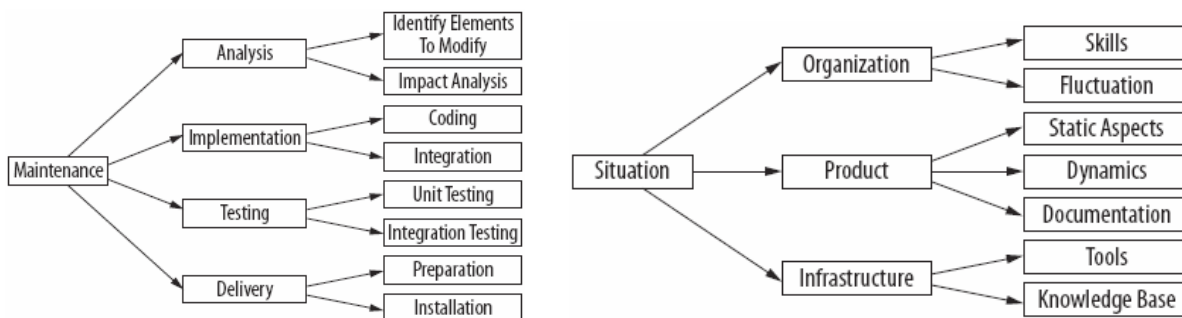 Maintenance
Analysis
Identify Elements
To Modify
Impact Analysis
Implementation
Coding
Integration
Testing
Unit Testing
Integration Testing
Delivery
Preparation
Installation
Situation
Organization
Skills
Fluctuation
Product
Static Aspects
Dynamics
Documentation
Infrastructure
Tools
Knowledge Base